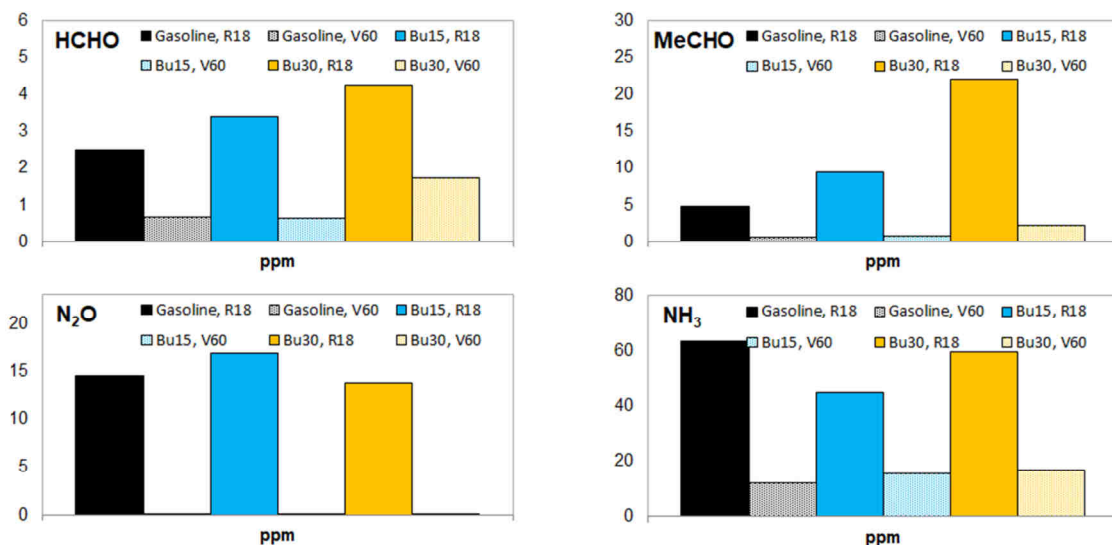 HCHO
Gasoline, R18 Gasoline, V60 Bu15, R18
Bu15, V60 Bu30, R18 Bu30, V60
6
5
4
3
2
1
0
ppm
MeCHO
Gasoline, R18 Gasoline, V60 Bu15, R18
Bu15, V60 Bu30, R18 Bu30, V60
30
25
20
15
10
5
0
ppm
N₂O
Gasoline, R18 Gasoline, V60 Bu15, R18
Bu15, V60 Bu30, R18 Bu30, V60
20
15
10
5
0
ppm
NH₃
Gasoline, R18 Gasoline, V60 Bu15, R18
Bu15, V60 Bu30, R18 Bu30, V60
80
60
40
20
0
ppm